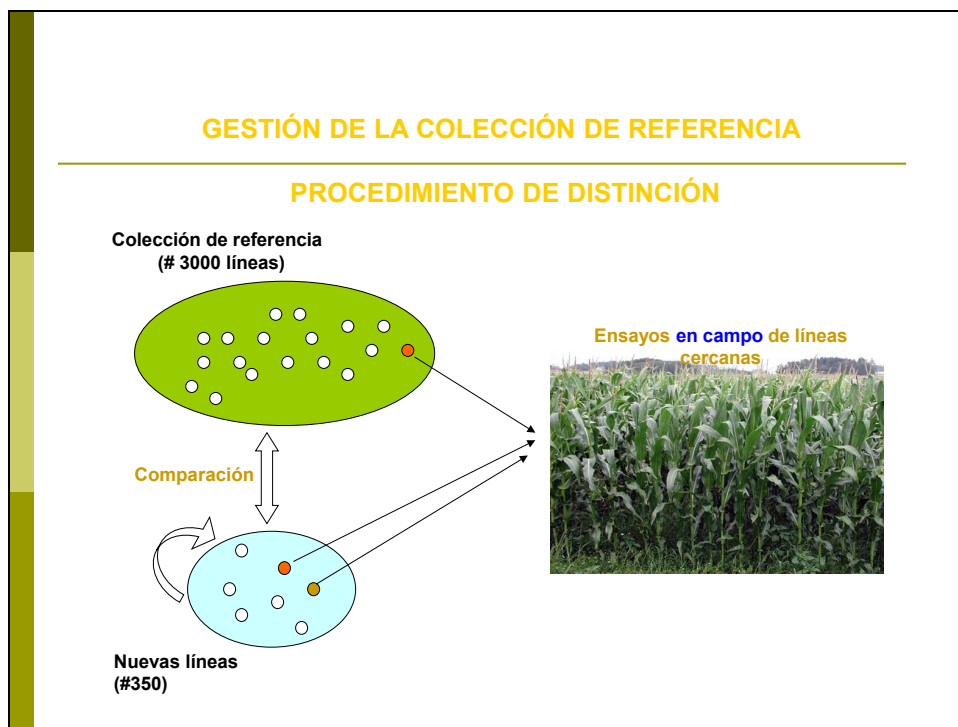 GESTIÓN DE LA COLECCIÓN DE REFERENCIA
PROCEDIMIENTO DE DISTINCIÓN
Colección de referencia
(# 3000 líneas)
Ensayos en campo de líneas
cercanas
Comparación
Nuevas líneas
(#350)